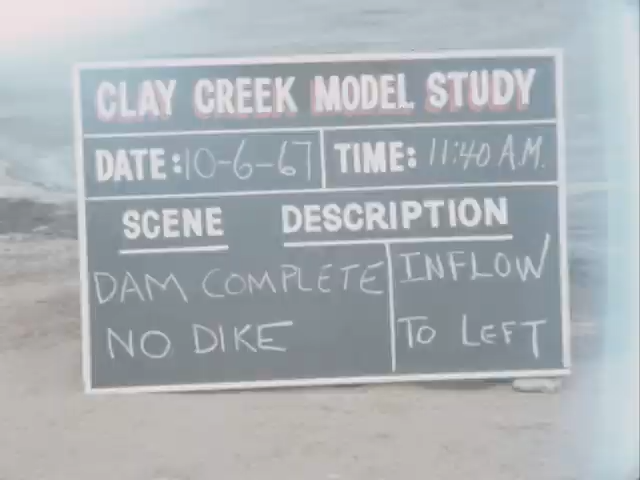 CLAY CREEK MODEL STUDY
DATE: 10-6-67 TIME: 11:40 A.M.
SCENE DESCRIPTION
DAM COMPLETE INFLOW
NO DIKE TO LEFT